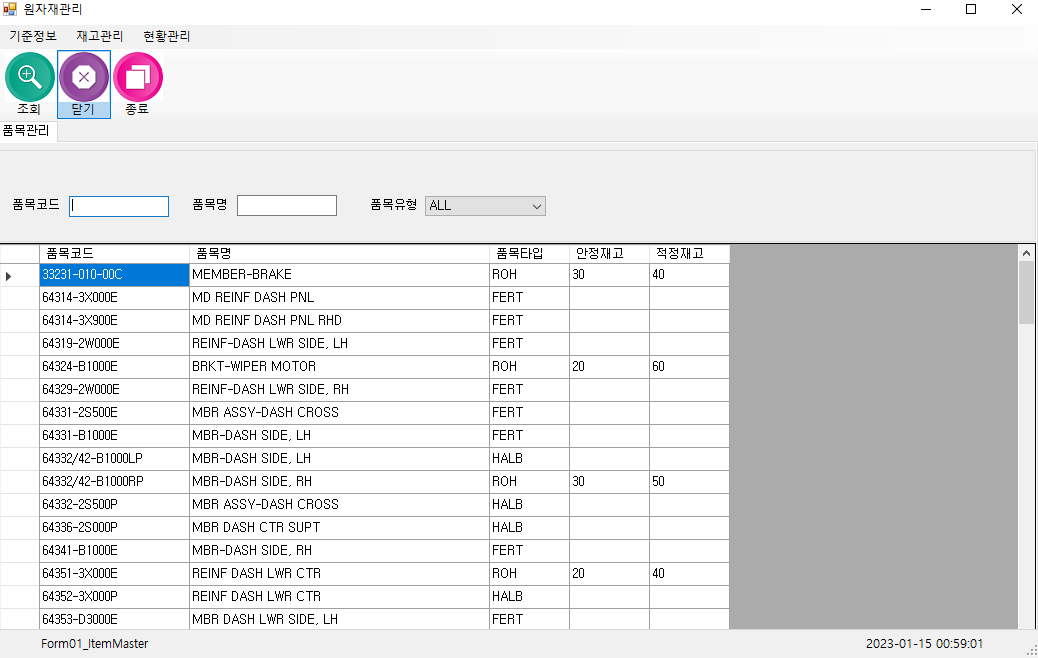 원자재관리
기준정보 재고관리 현황관리
조회 닫기 종료
품목관리
품목코드 품목명 품목유형 ALL
품목코드 품목명 품목타입 안정재고 적정재고
33231-010-00C MEMBER-BRAKE ROH 30 40
64314-3X000E MD REINF DASH PNL FERT
64314-3X900E MD REINF DASH PNL RHD FERT
64319-2W000E REINF-DASH LWR SIDE, LH FERT
64324-B1000E BRKT-WIPER MOTOR ROH 20 60
64329-2W000E REINF-DASH LWR SIDE, RH FERT
64331-2S500E MBR ASSY-DASH CROSS FERT
64331-B1000E MBR-DASH SIDE, LH FERT
64332/42-B1000LP MBR-DASH SIDE, LH HALB
64332/42-B1000RP MBR-DASH SIDE, RH ROH 30 50
64332-2S500P MBR ASSY-DASH CROSS HALB
64336-2S000P MBR DASH CTR SUPT HALB
64341-B1000E MBR-DASH SIDE, RH FERT
64351-3X000E REINF DASH LWR CTR ROH 20 40
64352-3X000P REINF DASH LWR CTR HALB
64353-D3000E MBR DASH LWR SIDE, LH FERT
Form01_ItemMaster 2023-01-15 00:59:01